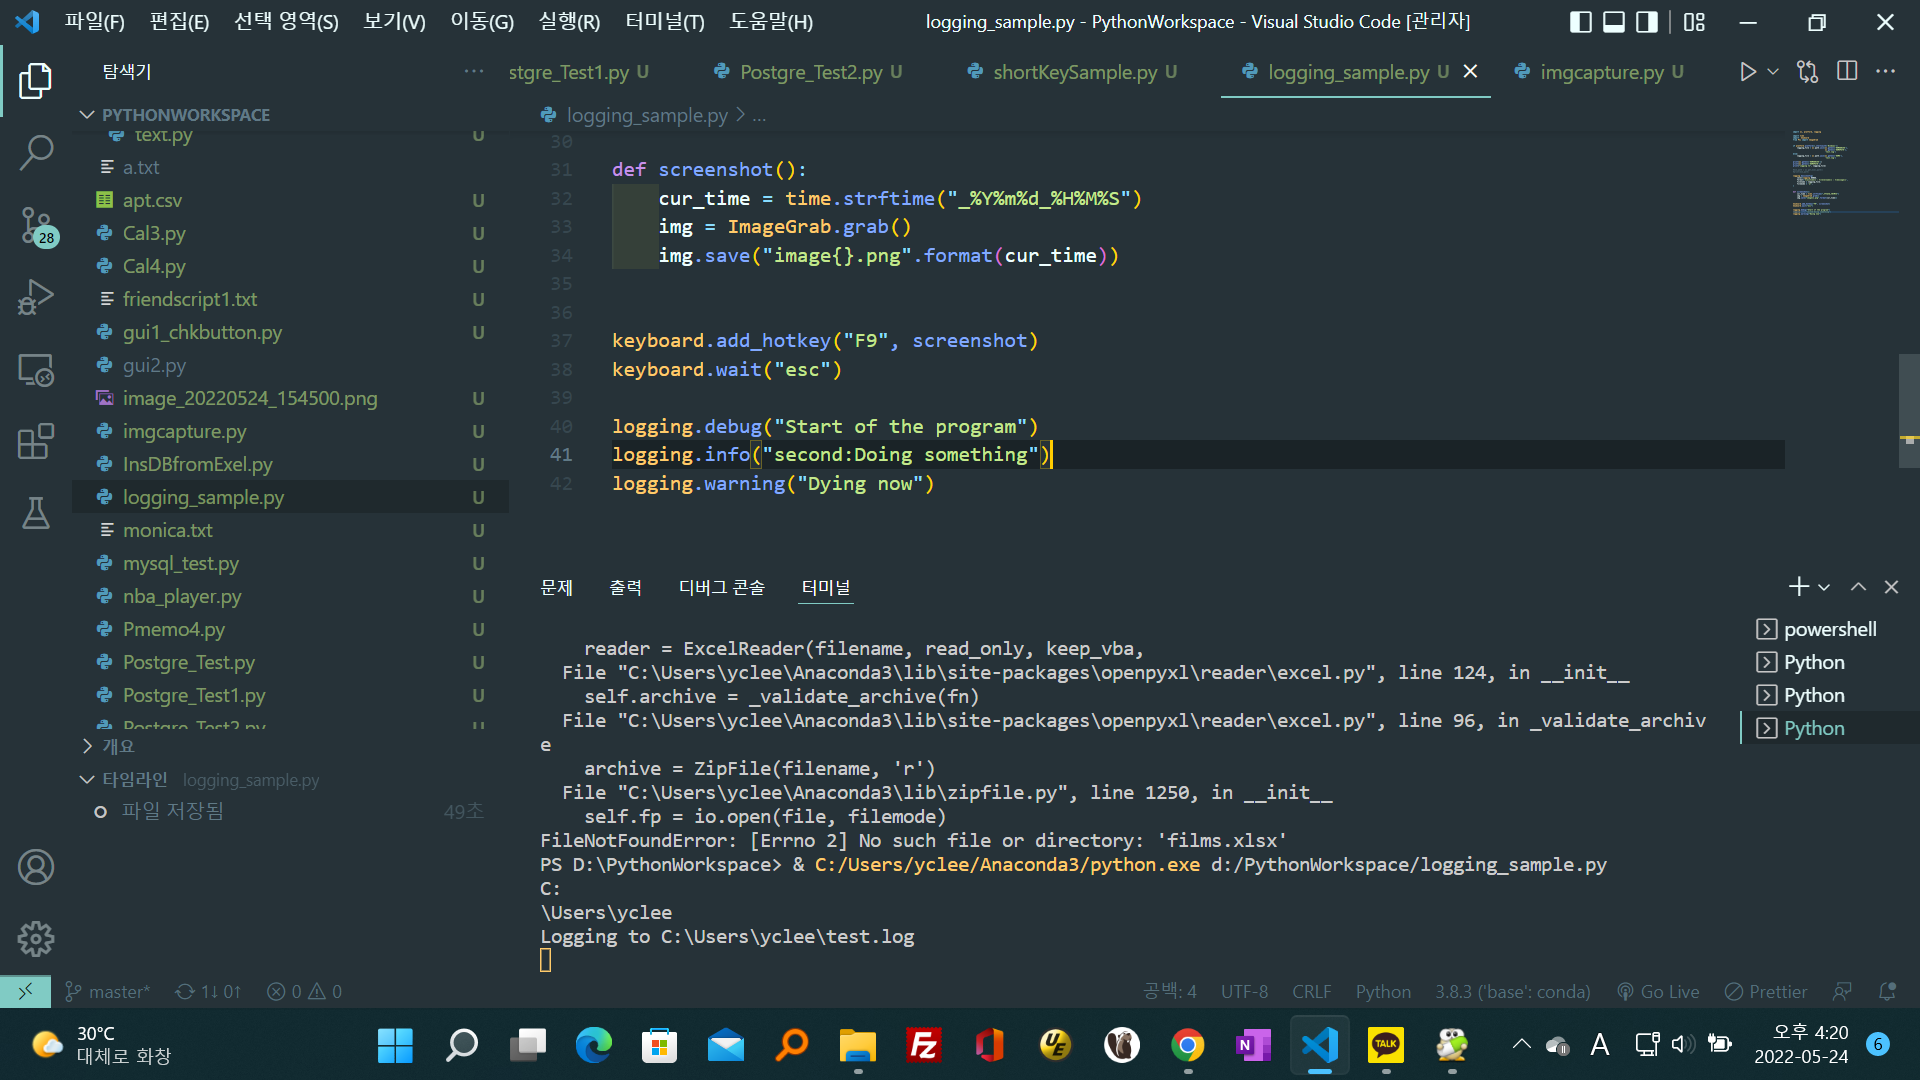 파일(F) 편집(E) 선택 영역(S) 보기(V) 이동(G) 실행(R) 터미널(T) 도움말(H) logging_sample.py - PythonWorkspace - Visual Studio Code [관리자]
탐색기
stgre_Test1.py U Postgre_Test2.py U shortKeySample.py U logging_sample.py U imgcapture.py U
PYTHONWORKSPACE
text.py U
a.txt
apt.csv U
Cal3.py U
Cal4.py U
friendscript1.txt U
gui1_chkbutton.py U
gui2.py
image_20220524_154500.png U
imgcapture.py U
InsDBfromExel.py U
logging_sample.py U
monica.txt U
mysql_test.py U
nba_player.py U
Pmemo4.py U
Postgre_Test.py U
Postgre_Test1.py U
Postgre_Test2.py U
개요
타임라인 logging_sample.py
파일 저장됨 49초
28
logging_sample.py > ...
30
31 def screenshot():
32 cur_time = time.strftime("_%Y%m%d_%H%M%S")
33 img = ImageGrab.grab()
34 img.save("image{}.png".format(cur_time))
35
36
37 keyboard.add_hotkey("F9", screenshot)
38 keyboard.wait("esc")
39
40 logging.debug("Start of the program")
41 logging.info("second:Doing something")
42 logging.warning("Dying now")
문제 출력 디버그 콘솔 터미널
reader = ExcelReader(filename, read_only, keep_vba,
File "C:\Users\yclee\Anaconda3\lib\site-packages\openpyxl\reader\excel.py", line 124, in __init__
self.archive = _validate_archive(fn)
File "C:\Users\yclee\Anaconda3\lib\site-packages\openpyxl\reader\excel.py", line 96, in _validate_archiv
e
archive = ZipFile(filename, 'r')
File "C:\Users\yclee\Anaconda3\lib\zipfile.py", line 1250, in __init__
self.fp = io.open(file, filemode)
FileNotFoundError: [Errno 2] No such file or directory: 'films.xlsx'
PS D:\PythonWorkspace> & C:/Users/yclee/Anaconda3/python.exe d:/PythonWorkspace/logging_sample.py
C:
\Users\yclee
Logging to C:\Users\yclee\test.log
powershell
Python
Python
Python
master* 1↓ 0↑ 0 0 공백: 4 UTF-8 CRLF Python 3.8.3 ('base': conda) Go Live Prettier
30°C
대체로 화창
Fz
UE
N
TALK
A
오후 4:20
2022-05-24
6